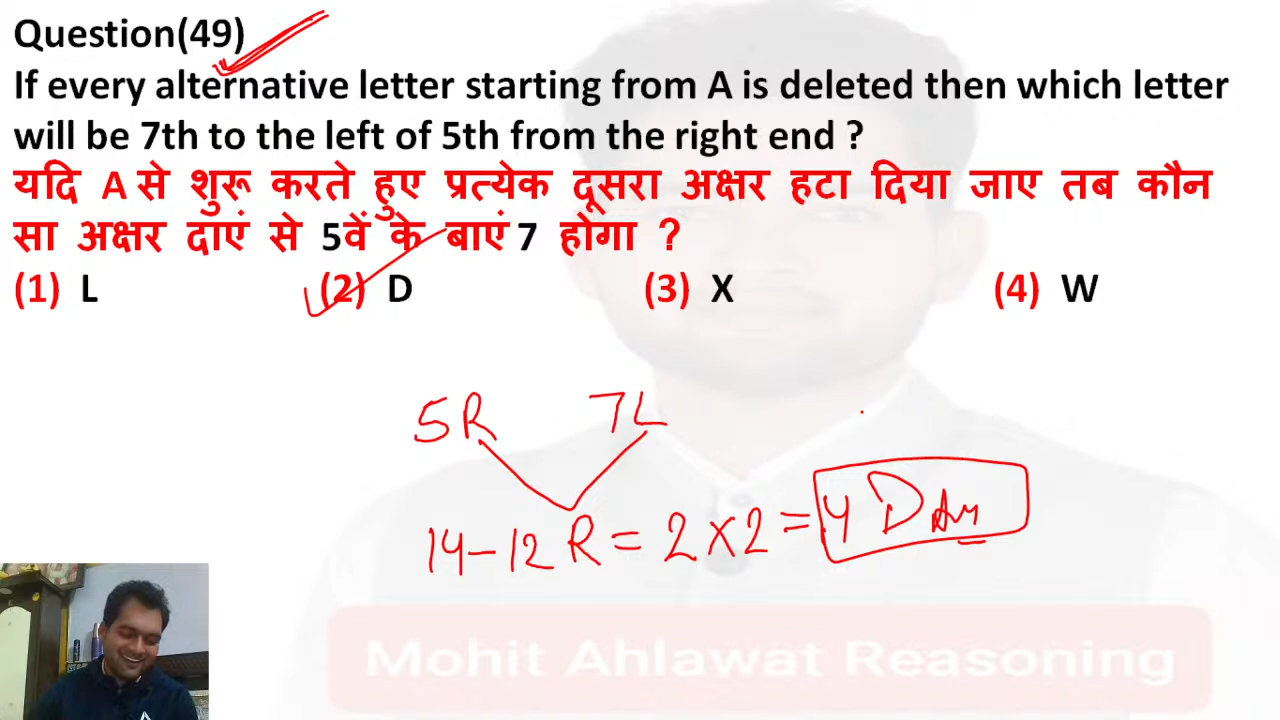 Question(49)
If every alternative letter starting from A is deleted then which letter
will be 7th to the left of 5th from the right end ?
यदि A से शुरू करते हुए प्रत्येक दूसरा अक्षर हटा दिया जाए तब कौन
सा अक्षर दाएं से 5वें के बाएं 7 होगा ?
(1) L (2) D (3) X (4) W
5R 7L
14-12 R = 2x2 = 4 D Ans
Mohit Ahlawat Reasoning